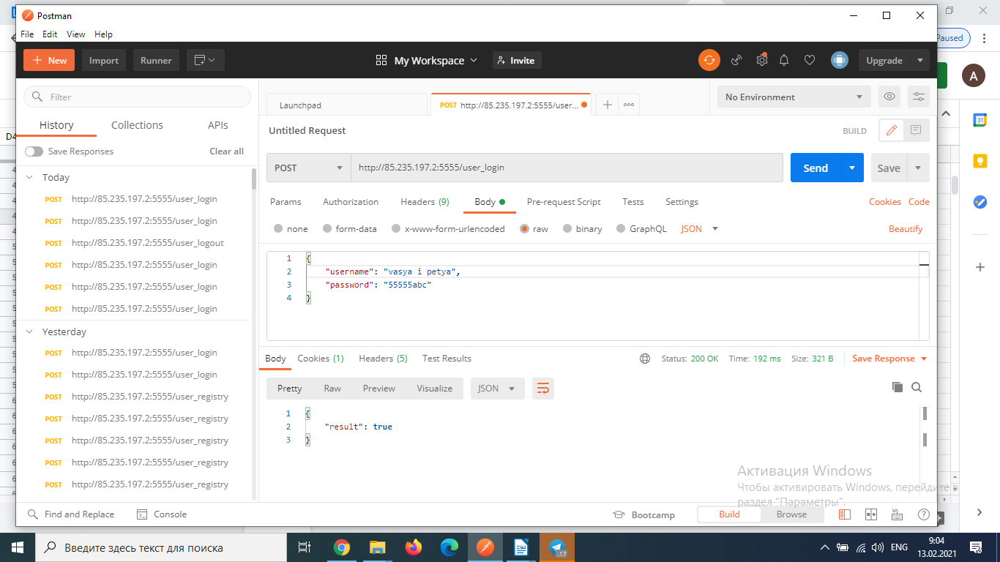 Postman
File Edit View Help
Paused
New Import Runner My Workspace Invite Upgrade
A
Filter
Launchpad POST http://85.235.197.2:5555/user... No Environment
History Collections APIs
Untitled Request BUILD
D4
Save Responses Clear all
POST http://85.235.197.2:5555/user_login Send Save
Today
POST http://85.235.197.2:5555/user_login
POST http://85.235.197.2:5555/user_login
POST http://85.235.197.2:5555/user_logout
POST http://85.235.197.2:5555/user_login
POST http://85.235.197.2:5555/user_login
POST http://85.235.197.2:5555/user_login
Yesterday
POST http://85.235.197.2:5555/user_login
POST http://85.235.197.2:5555/user_login
POST http://85.235.197.2:5555/user_registry
POST http://85.235.197.2:5555/user_registry
POST http://85.235.197.2:5555/user_registry
POST http://85.235.197.2:5555/user_registry
POST http://85.235.197.2:5555/user_registry
Params Authorization Headers (9) Body Pre-request Script Tests Settings Cookies Code
none form-data x-www-form-urlencoded raw binary GraphQL JSON Beautify
1 {
2 "username": "vasya i petya",
3 "password": "55555abc"
4 }
Body Cookies (1) Headers (5) Test Results Status: 200 OK Time: 192 ms Size: 321 B Save Response
Pretty Raw Preview Visualize JSON
1 {
2 "result": true
3 }
Активация Windows
Чтобы активировать Windows, перейдите в
раздел "Параметры".
Find and Replace Console Bootcamp Build Browse
31
Введите здесь текст для поиска
..17
ENG
9:04
13.02.2021